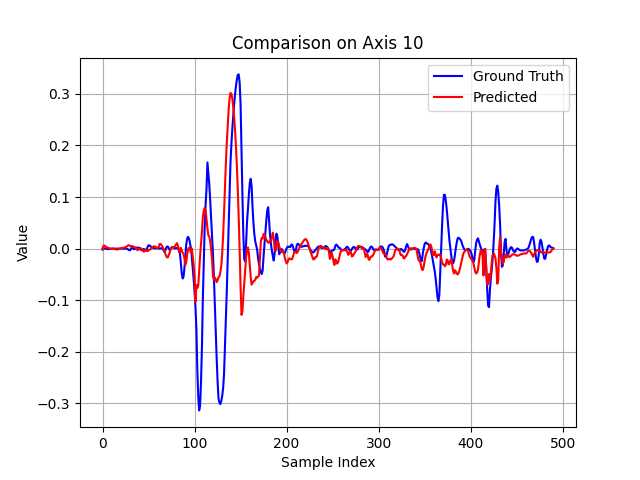 Comparison on Axis 10
Ground Truth
Predicted
0.3
0.2
0.1
0.0
−0.1
−0.2
−0.3
Value
0 100 200 300 400 500
Sample Index